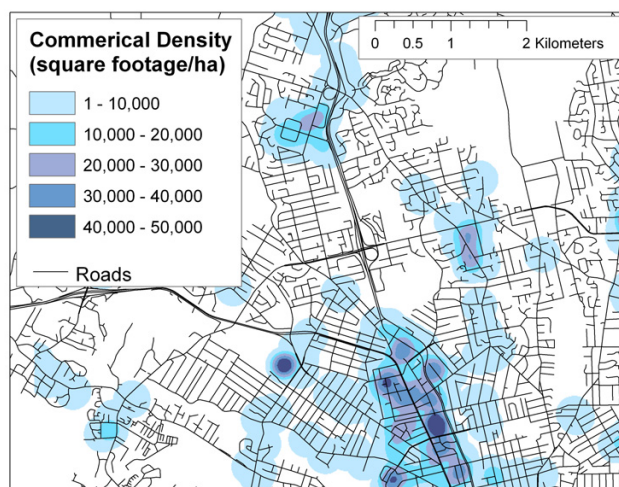 Commerical Density
(square footage/ha)
1 - 10,000
10,000 - 20,000
20,000 - 30,000
30,000 - 40,000
40,000 - 50,000
Roads
0 0.5 1 2 Kilometers